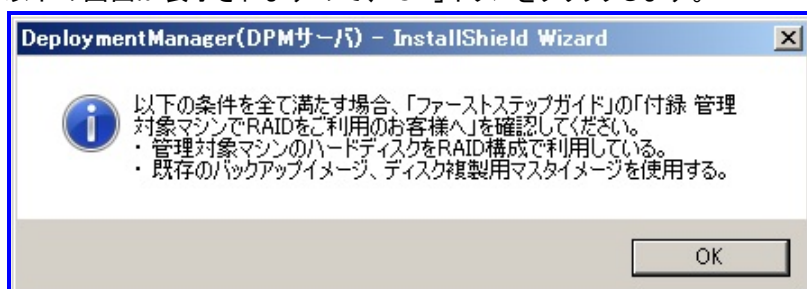 DeploymentManager(DPMサーバ) - InstallShield Wizard
以下の条件を全て満たす場合、「ファーストステップガイド」の「付録 管理
対象マシンでRAIDをご利用のお客様へ」を確認してください。
・ 管理対象マシンのハードディスクをRAID構成で利用している。
・ 既存のバックアップイメージ、ディスク複製用マスタイメージを使用する。
OK